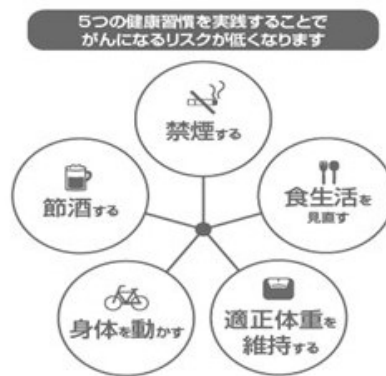 5つの健康習慣を実践することで
がんになるリスクが低くなります
禁煙する
節酒する
食生活を
見直す
身体を動かす
適正体重を
維持する